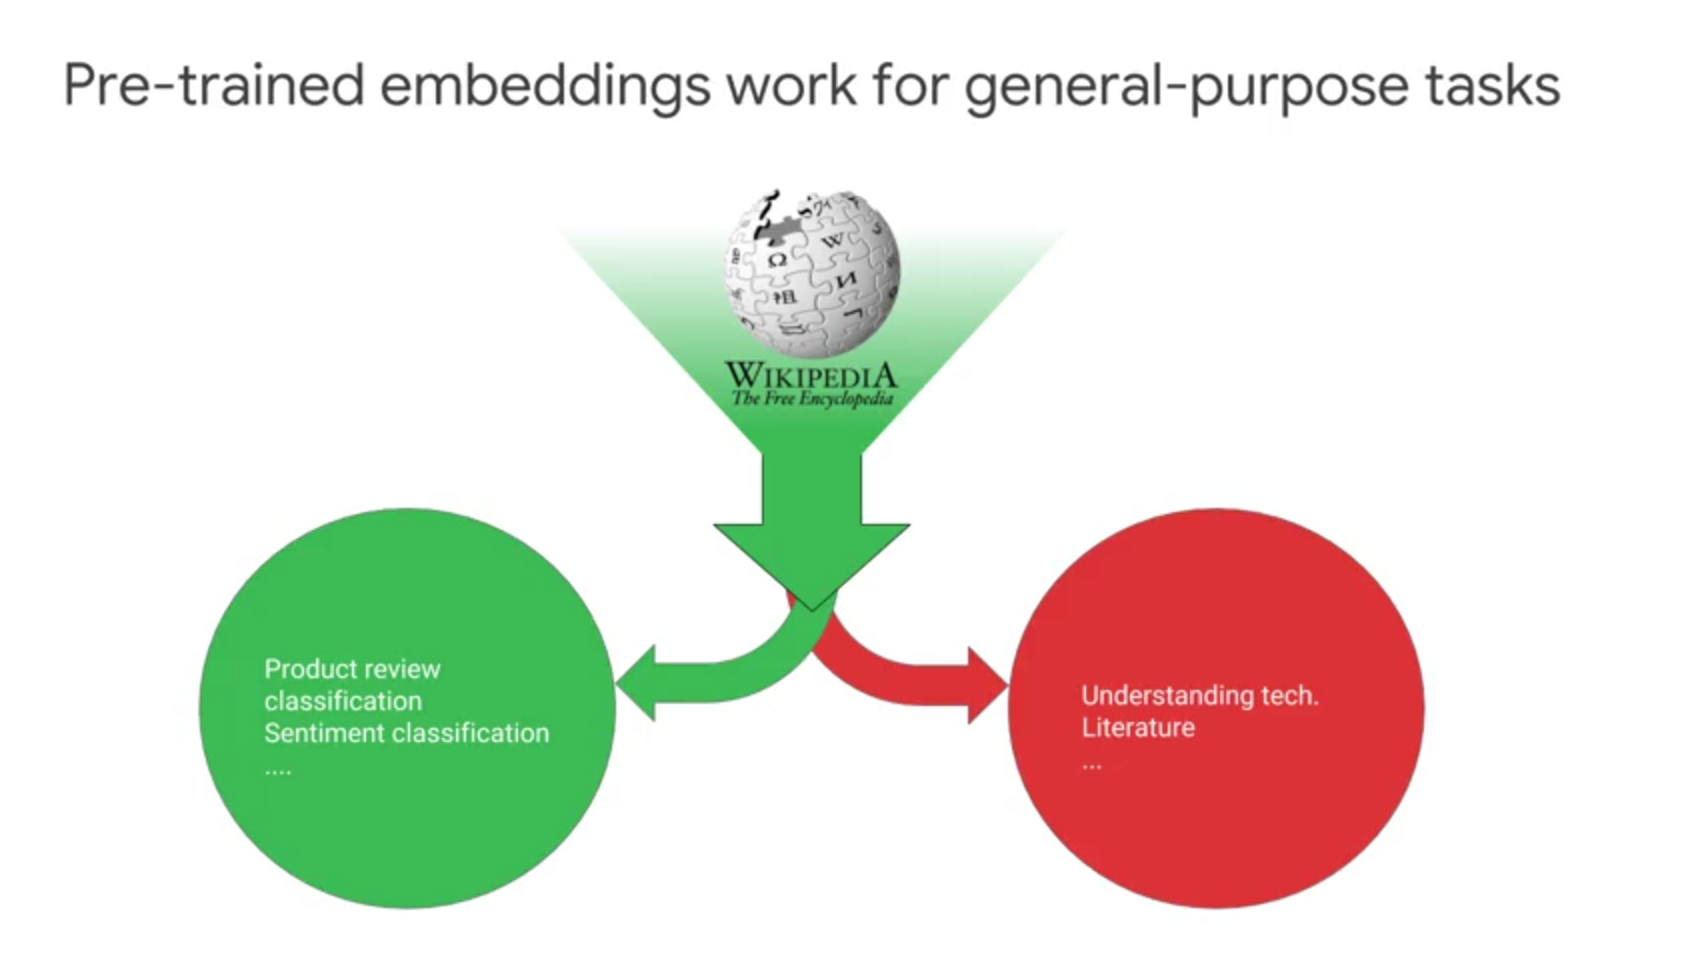 Pre-trained embeddings work for general-purpose tasks
Ω
W
И
祖
WIKIPEDIA
The Free Encyclopedia
Product review
classification
Sentiment classification
....
Understanding tech.
Literature
...